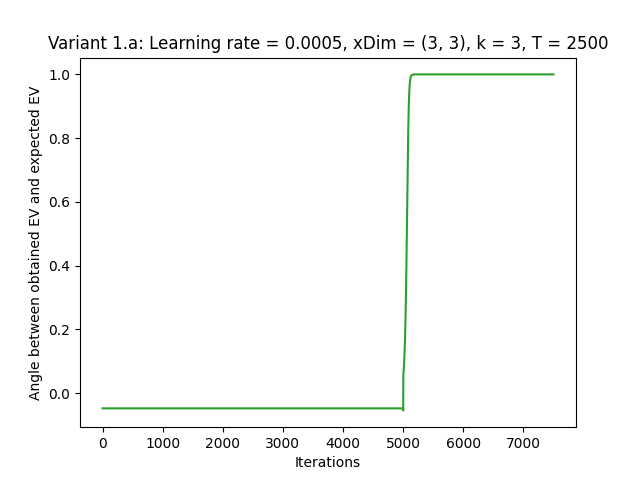 Variant 1.a: Learning rate = 0.0005, xDim = (3, 3), k = 3, T = 2500
Angle between obtained EV and expected EV
1.0
0.8
0.6
0.4
0.2
0.0
0 1000 2000 3000 4000 5000 6000 7000
Iterations